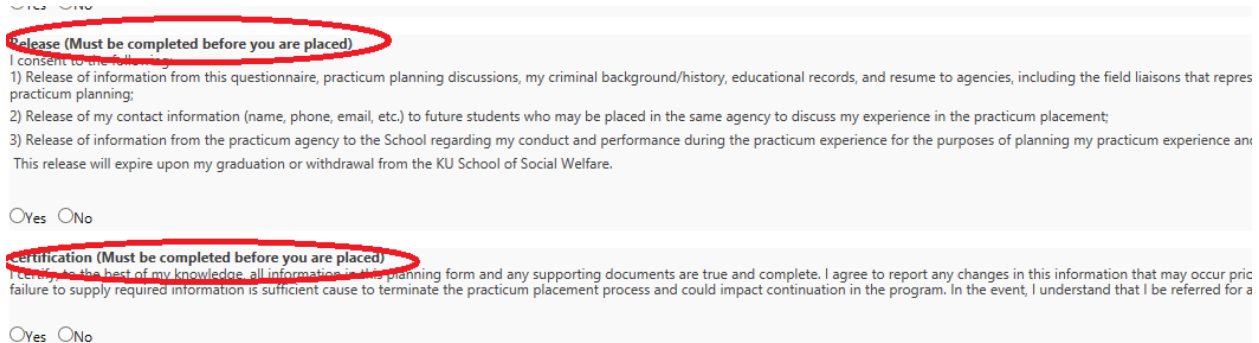 Release (Must be completed before you are placed)
I consent to the following:
1) Release of information from this questionnaire, practicum planning discussions, my criminal background/history, educational records, and resume to agencies, including the field liaisons that repres
practicum planning;
2) Release of my contact information (name, phone, email, etc.) to future students who may be placed in the same agency to discuss my experience in the practicum placement;
3) Release of information from the practicum agency to the School regarding my conduct and performance during the practicum experience for the purposes of planning my practicum experience and
This release will expire upon my graduation or withdrawal from the KU School of Social Welfare.
Yes No
Certification (Must be completed before you are placed)
I certify, to the best of my knowledge, all information in this planning form and any supporting documents are true and complete. I agree to report any changes in this information that may occur pric
failure to supply required information is sufficient cause to terminate the practicum placement process and could impact continuation in the program. In the event, I understand that I be referred for a
Yes No